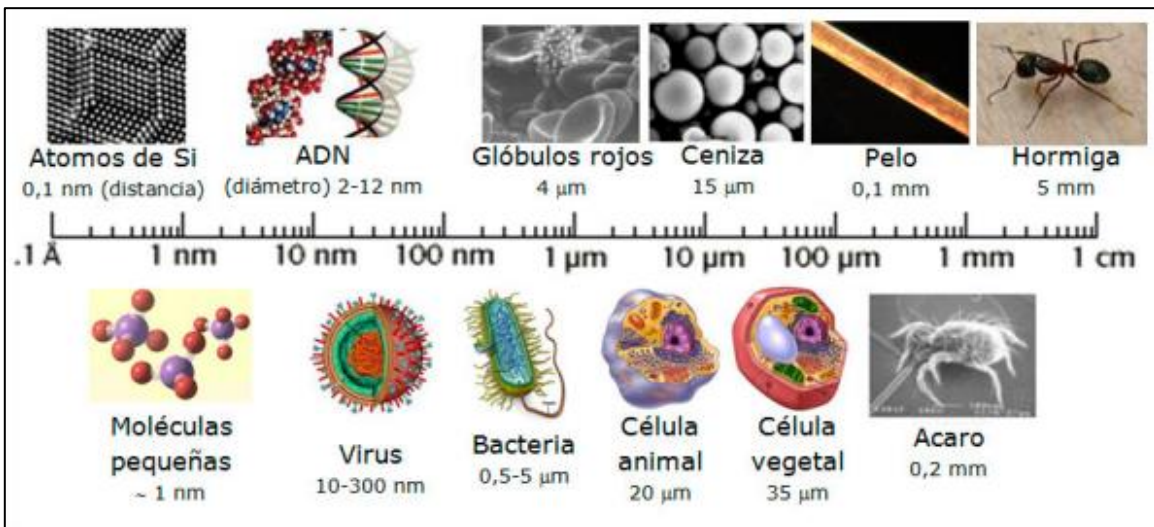 Atomos de Si
0,1 nm (distancia)
ADN
(diámetro) 2-12 nm
Glóbulos rojos
4 μm
Ceniza
15 μm
Pelo
0,1 mm
Hormiga
5 mm
.1 Å 1 nm 10 nm 100 nm 1 μm 10 μm 100 μm 1 mm 1 cm
Moléculas
pequeñas
~ 1 nm
Virus
10-300 nm
Bacteria
0,5-5 μm
Célula
animal
20 μm
Célula
vegetal
35 μm
Acaro
0,2 mm